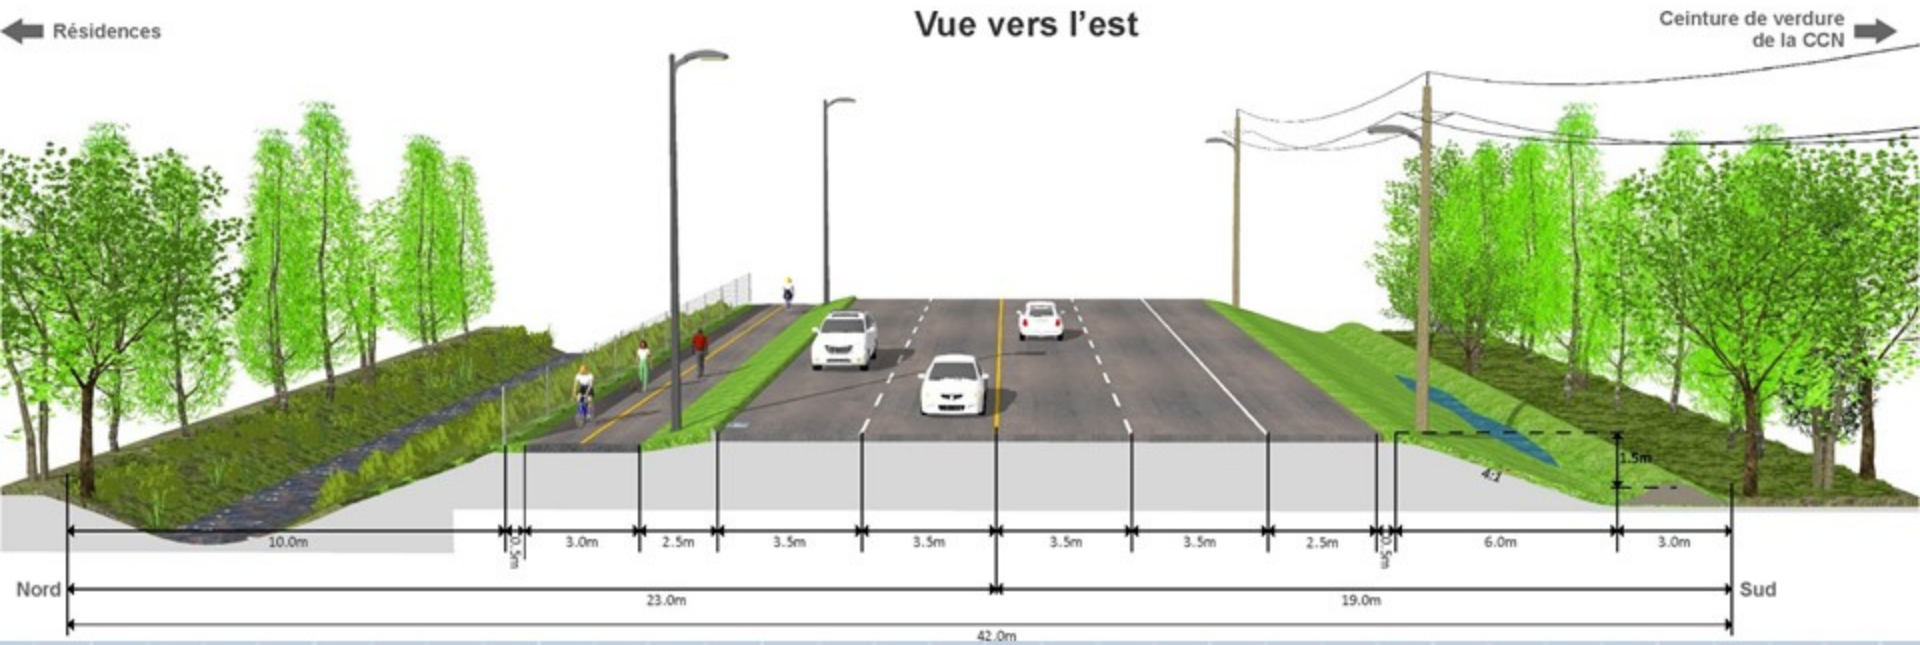 Vue vers l'est
Résidences
Ceinture de verdure
de la CCN
4:1
1.5m
10.0m
0.5m
3.0m
2.5m
3.5m
3.5m
3.5m
3.5m
2.5m
0.5m
6.0m
3.0m
Nord
23.0m
19.0m
Sud
42.0m